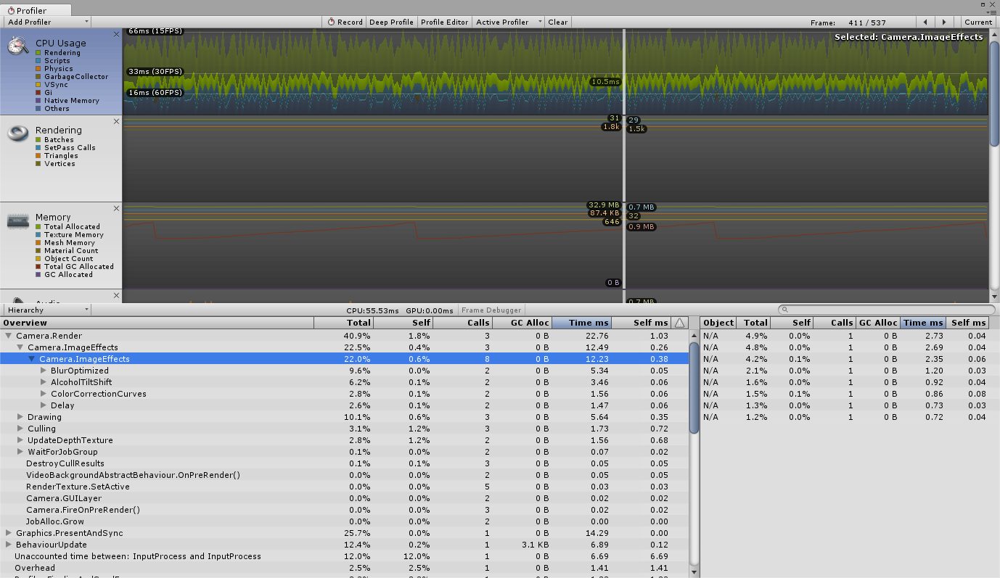 Profiler
Add Profiler Record Deep Profile Profile Editor Active Profiler Clear Frame: 411 / 537 Current
CPU Usage
Rendering
Scripts
Physics
GarbageCollector
VSync
Gi
Native Memory
Others
66ms (15FPS)
33ms (30FPS)
16ms (60FPS)
10.5ms
Selected: Camera.ImageEffects
Rendering
Batches
SetPass Calls
Triangles
Vertices
31 29
1.8k 1.5k
Memory
Total Allocated
Texture Memory
Mesh Memory
Material Count
Object Count
Total GC Allocated
GC Allocated
32.9 MB 0.7 MB
87.4 KB 32
646 0.9 MB
0 B
Audio 0.7 MB
Hierarchy CPU:55.53ms GPU:0.00ms Frame Debugger
Overview Total Self Calls GC Alloc Time ms Self ms Object Total Self Calls GC Alloc Time ms Self ms
Camera.Render 40.9% 1.8% 3 0 B 22.76 1.03 N/A 4.9% 0.0% 1 0 B 2.73 0.04
Camera.ImageEffects 22.5% 0.4% 3 0 B 12.49 0.26 N/A 4.8% 0.0% 1 0 B 2.69 0.04
Camera.ImageEffects 22.0% 0.6% 8 0 B 12.23 0.38 N/A 4.2% 0.1% 1 0 B 2.35 0.06
BlurOptimized 9.6% 0.0% 2 0 B 5.34 0.05 N/A 2.1% 0.0% 1 0 B 1.20 0.03
AlcoholTiltShift 6.2% 0.1% 2 0 B 3.46 0.06 N/A 1.6% 0.0% 1 0 B 0.92 0.04
ColorCorrectionCurves 2.8% 0.1% 2 0 B 1.56 0.06 N/A 1.5% 0.1% 1 0 B 0.86 0.08
Delay 2.6% 0.1% 2 0 B 1.47 0.06 N/A 1.3% 0.0% 1 0 B 0.73 0.03
Drawing 10.1% 0.6% 3 0 B 5.64 0.35 N/A 1.2% 0.0% 1 0 B 0.72 0.04
Culling 3.1% 1.2% 3 0 B 1.73 0.72
UpdateDepthTexture 2.8% 1.2% 2 0 B 1.56 0.68
WaitForJobGroup 0.1% 0.0% 2 0 B 0.07 0.02
DestroyCullResults 0.1% 0.1% 3 0 B 0.05 0.05
VideoBackgroundAbstractBehaviour.OnPreRender() 0.0% 0.0% 2 0 B 0.05 0.05
RenderTexture.SetActive 0.0% 0.0% 5 0 B 0.03 0.03
Camera.GUILayer 0.0% 0.0% 2 0 B 0.02 0.02
Camera.FireOnPreRender() 0.0% 0.0% 3 0 B 0.02 0.02
JobAlloc.Grow 0.0% 0.0% 2 0 B 0.00 0.00
Graphics.PresentAndSync 25.7% 0.0% 1 0 B 14.29 0.00
BehaviourUpdate 12.4% 0.2% 1 3.1 KB 6.89 0.12
Unaccounted time between: InputProcess and InputProcess 12.0% 12.0% 1 0 B 6.69 6.69
Overhead 2.5% 2.5% 1 0 B 1.41 1.41